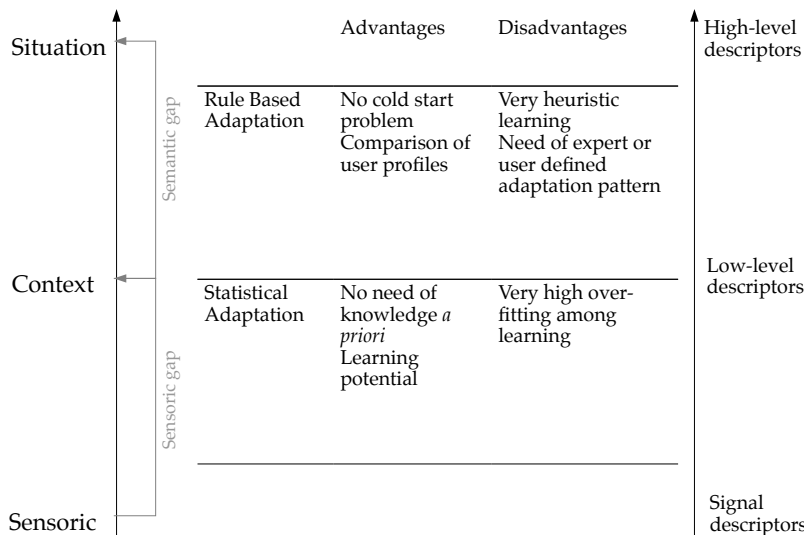 Situation
Context
Sensoric
Semantic gap
Sensoric gap
Advantages
Disadvantages
Rule Based
Adaptation
No cold start
problem
Comparison of
user profiles
Very heuristic
learning
Need of expert or
user defined
adaptation pattern
Statistical
Adaptation
No need of
knowledge a
priori
Learning
potential
Very high over-
fitting among
learning
High-level
descriptors
Low-level
descriptors
Signal
descriptors